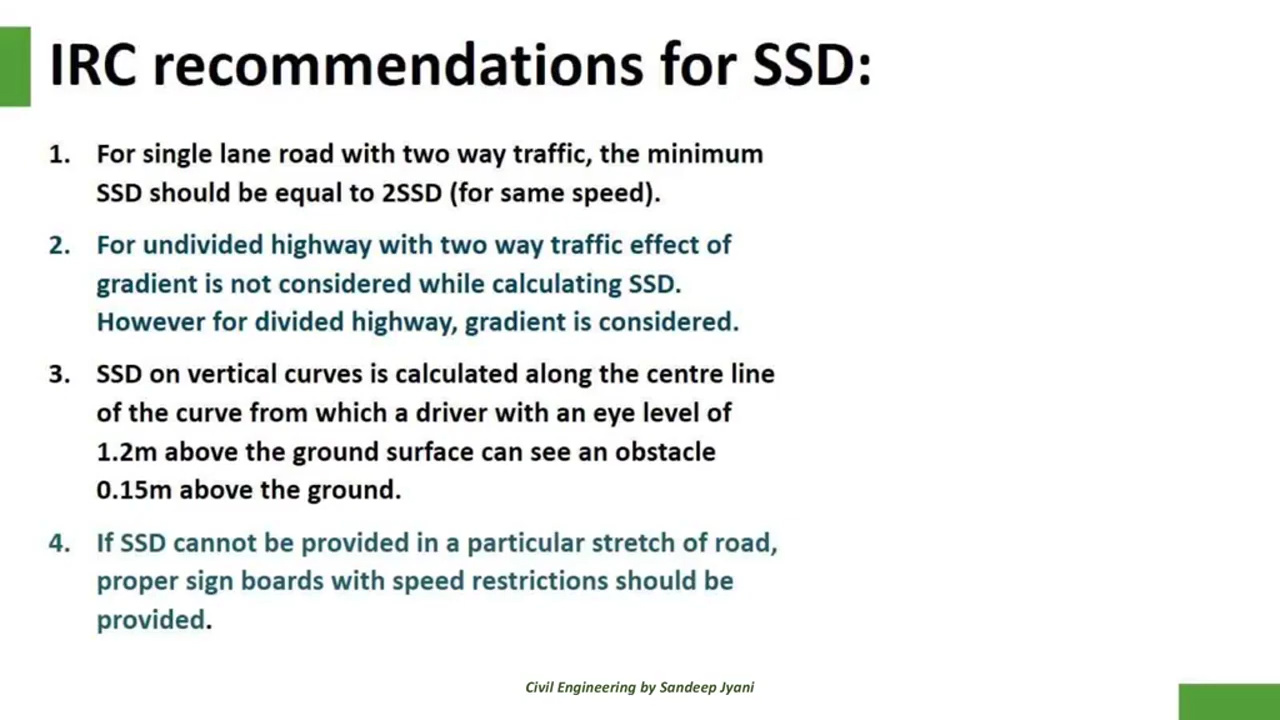 IRC recommendations for SSD:
1. For single lane road with two way traffic, the minimum
SSD should be equal to 2SSD (for same speed).
2. For undivided highway with two way traffic effect of
gradient is not considered while calculating SSD.
However for divided highway, gradient is considered.
3. SSD on vertical curves is calculated along the centre line
of the curve from which a driver with an eye level of
1.2m above the ground surface can see an obstacle
0.15m above the ground.
4. If SSD cannot be provided in a particular stretch of road,
proper sign boards with speed restrictions should be
provided.
Civil Engineering by Sandeep Jyani